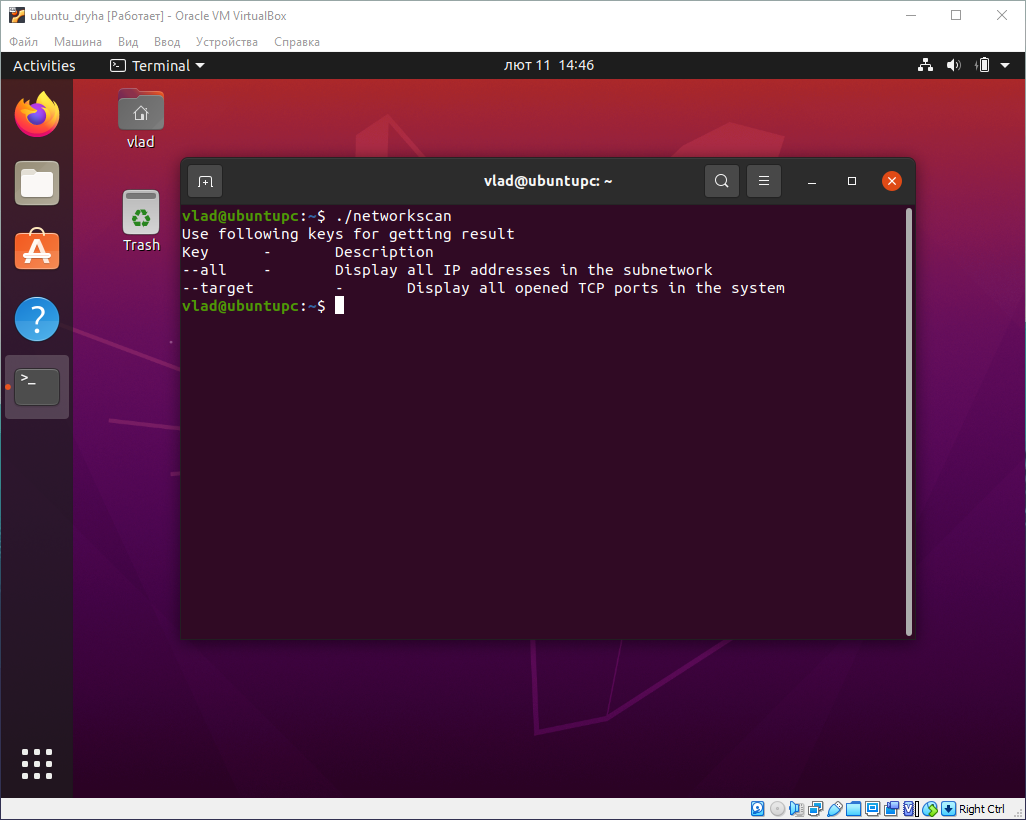 ubuntu_dryha [Работает] - Oracle VM VirtualBox
Файл Машина Вид Ввод Устройства Справка
Activities Terminal лют 11 14:46
vlad
Trash
vlad@ubuntupc: ~
vlad@ubuntupc:~$ ./networkscan
Use following keys for getting result
Key - Description
--all - Display all IP addresses in the subnetwork
--target - Display all opened TCP ports in the system
vlad@ubuntupc:~$
Right Ctrl